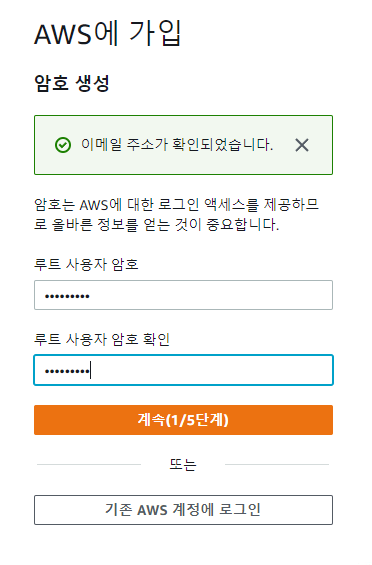 AWS에 가입
암호 생성
이메일 주소가 확인되었습니다.
암호는 AWS에 대한 로그인 액세스를 제공하므
로 올바른 정보를 얻는 것이 중요합니다.
루트 사용자 암호
•••••••••
루트 사용자 암호 확인
•••••••••
계속(1/5단계)
또는
기존 AWS 계정에 로그인